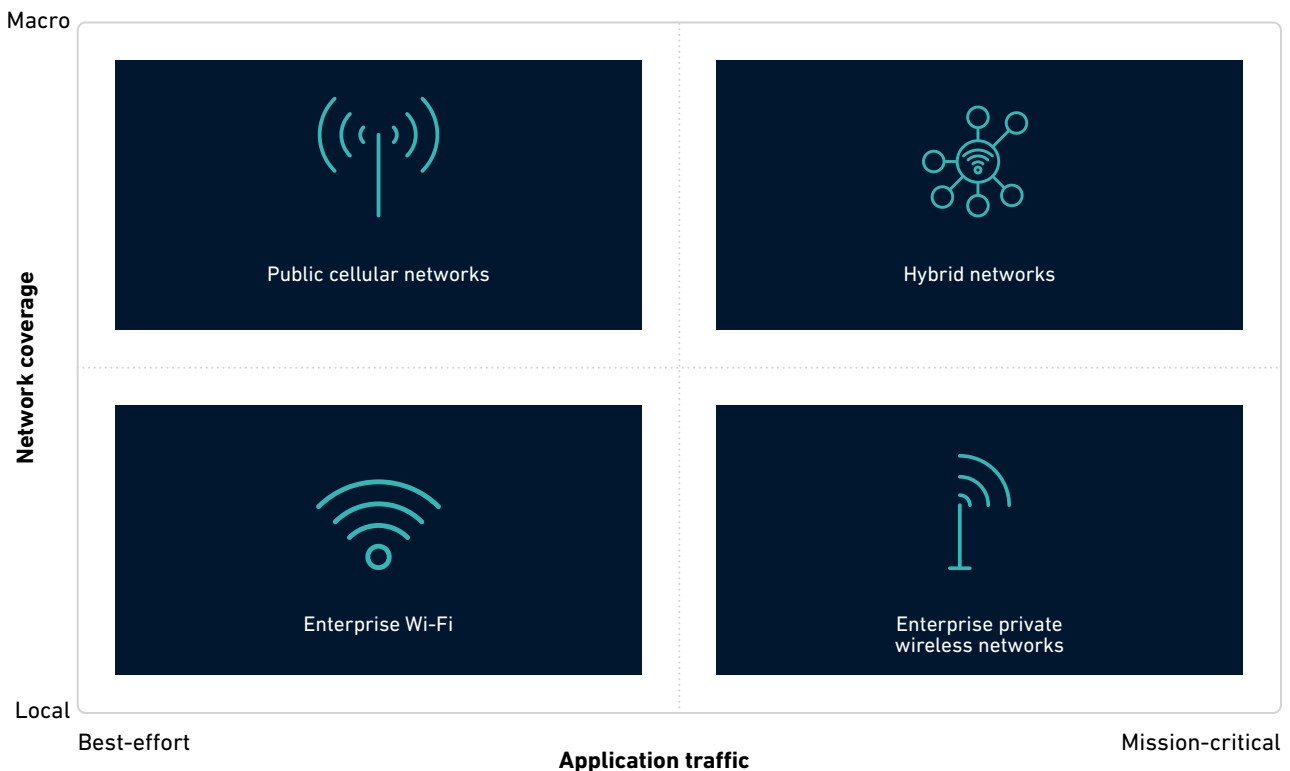 Macro
Public cellular networks
Hybrid networks
Network coverage
Enterprise Wi-Fi
Enterprise private
wireless networks
Local
Best-effort
Mission-critical
Application traffic